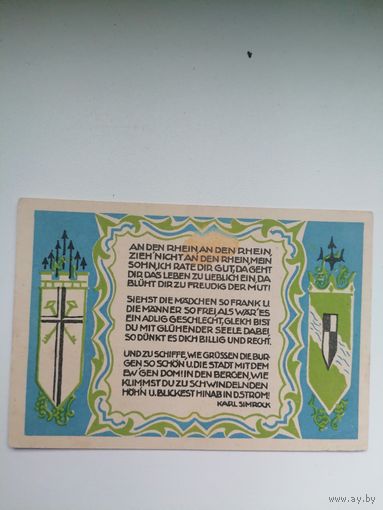 AN DEN RHEIN, AN DEN RHEIN,
ZIEH' NICHT AN DEN RHEIN, MEIN
SOHN, ICH RATE DIR GUT, DA GEHT
DIR DAS LEBEN ZU LIEBLICH EIN, DA
BLÜHT DIR ZU FREUDIG DER MUT!
SIEHST DIE MÄDCHEN SO FRANK U.
DIE MÄNNER SO FREI, ALS WÄR' ES
EIN ADLIG GESCHLECHT, GLEICH BIST
DU MIT GLÜHENDER SEELE DABEI,
SO DÜNKT ES DICH BILLIG UND RECHT.
UND ZU SCHIFFE, WIE GRÜSSEN DIE BUR-
GEN SO SCHÖN U. DIE STADT MIT DEM
EW'GEN DOM! IN DEN BERGEN, WIE
KLIMMST DU ZU SCHWINDELNDEN
HÖH'N U. BLICKEST HINAB IN D. STROM!
KARL SIMROCK
ay.by